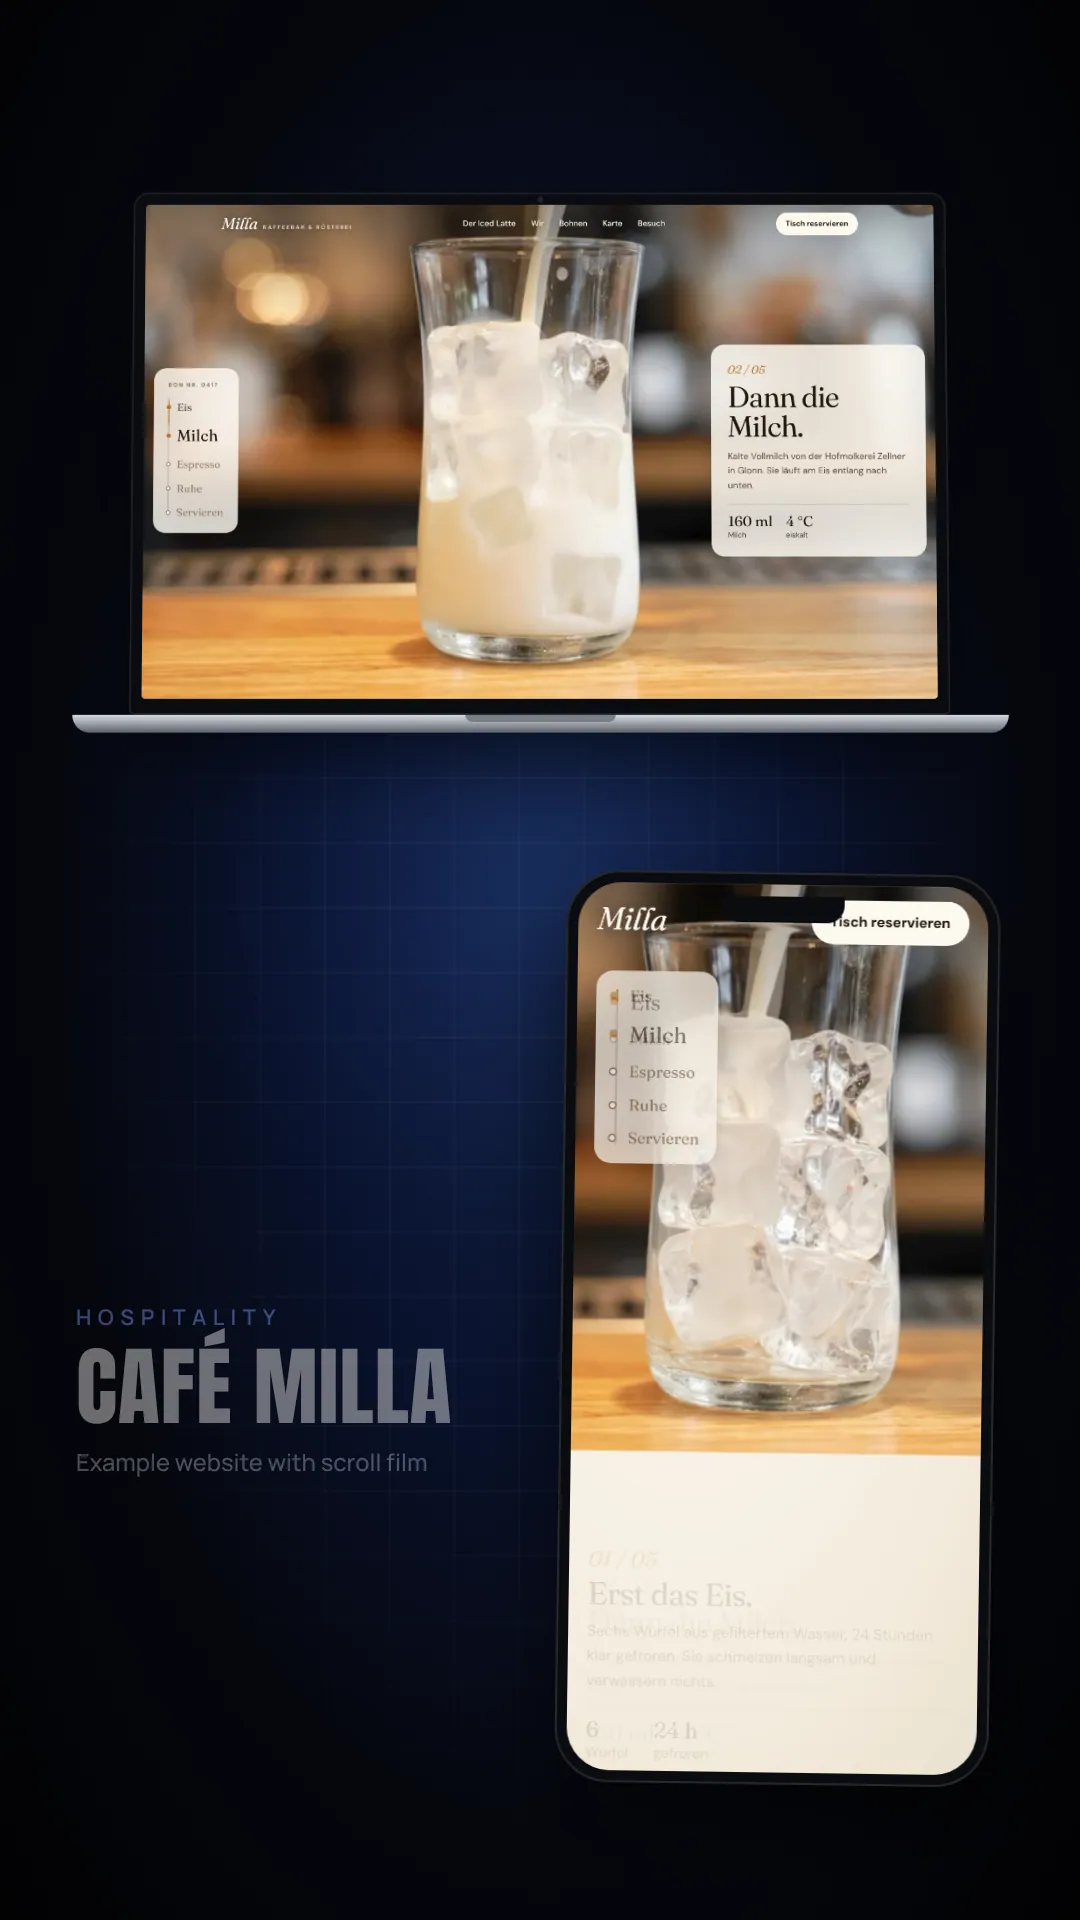 Milla KAFFEEBAR & RÖSTEREI
Der Iced Latte Wir Bohnen Karte Besuch
Tisch reservieren
BON NR. 0417
Eis
Milch
Espresso
Ruhe
Servieren
02 / 05
Dann die
Milch.
Kalte Vollmilch von der Hofmolkerei Zellner
in Glonn. Sie läuft am Eis entlang nach
unten.
160 ml 4 °C
Milch eiskalt
Milla
Tisch reservieren
Eis
Eis
Milch
Espresso
Ruhe
Servieren
HOSPITALITY
CAFÉ MILLA
Example website with scroll film
01 / 05
Erst das Eis.
Sechs Würfel aus gefiltertem Wasser, 24 Stunden
klar gefroren. Sie schmelzen langsam und
verwässern nichts.
6 24 h
Würfel gefroren